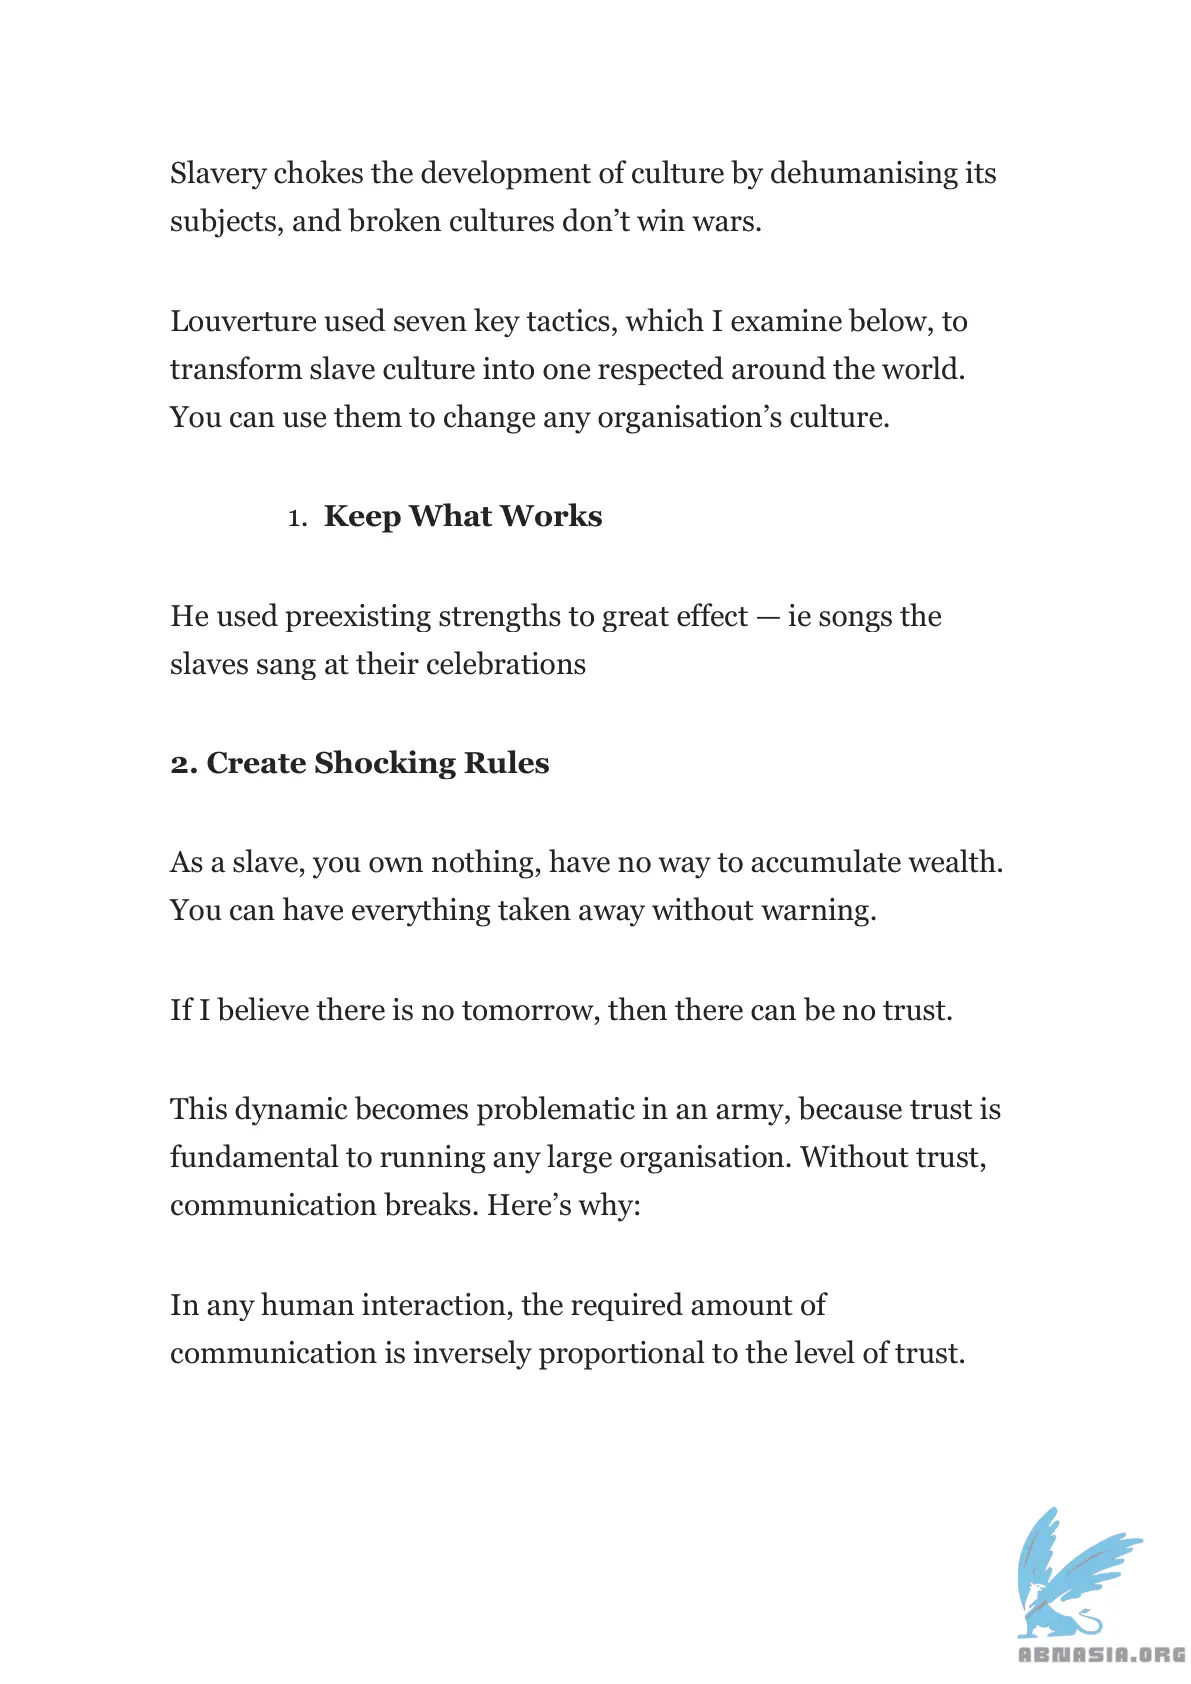 Slavery chokes the development of culture by dehumanising its
subjects, and broken cultures don’t win wars.
Louverture used seven key tactics, which I examine below, to
transform slave culture into one respected around the world.
You can use them to change any organisation’s culture.
1. Keep What Works
He used preexisting strengths to great effect — ie songs the
slaves sang at their celebrations
2. Create Shocking Rules
As a slave, you own nothing, have no way to accumulate wealth.
You can have everything taken away without warning.
If I believe there is no tomorrow, then there can be no trust.
This dynamic becomes problematic in an army, because trust is
fundamental to running any large organisation. Without trust,
communication breaks. Here’s why:
In any human interaction, the required amount of
communication is inversely proportional to the level of trust.
ABNASIA.ORG